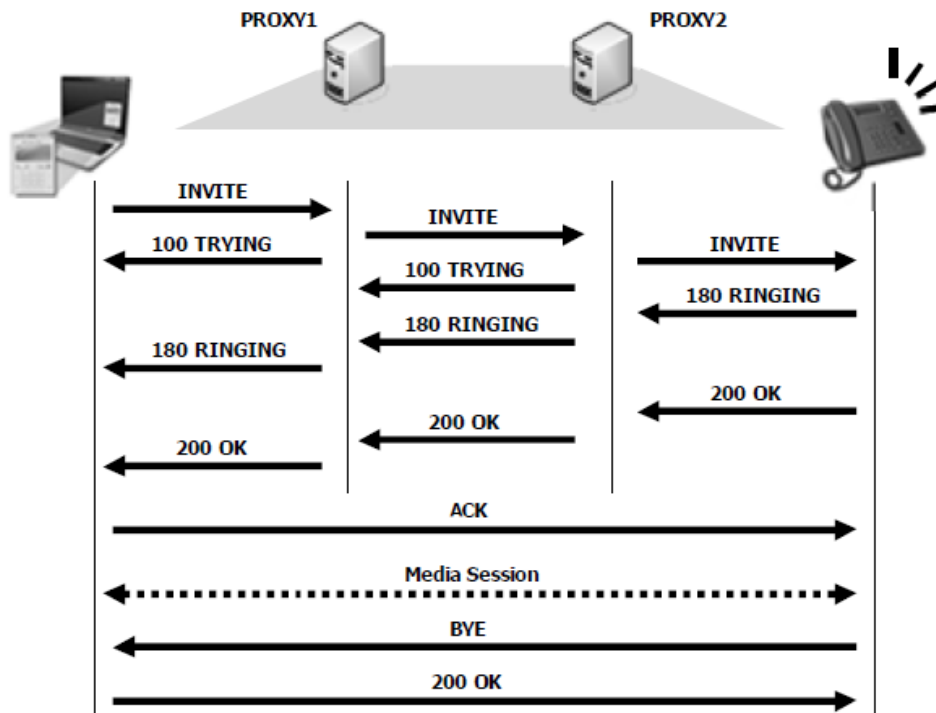 PROXY1
PROXY2
INVITE
INVITE
100 TRYING
INVITE
100 TRYING
180 RINGING
180 RINGING
180 RINGING
200 OK
200 OK
200 OK
ACK
Media Session
BYE
200 OK